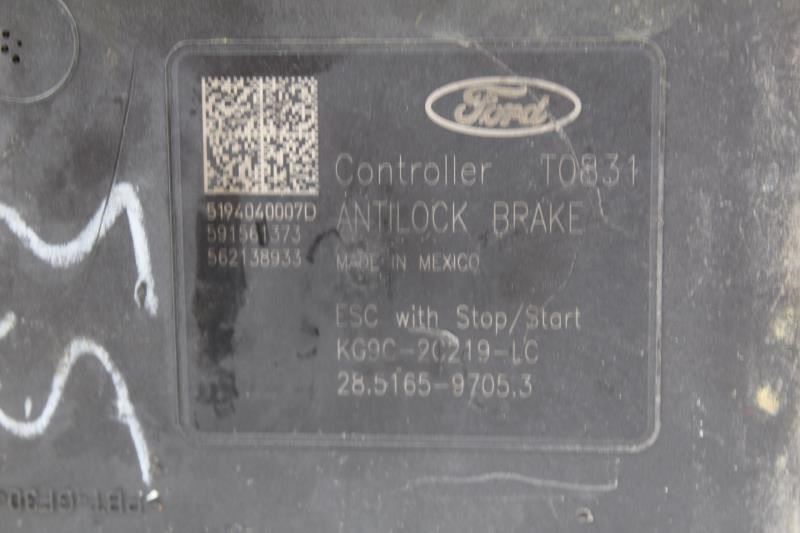 Ford
Controller T0831
5194040007D
ANTILOCK BRAKE
591561373
562138933
MADE IN MEXICO
ESC with Stop/Start
KG9C-2C219-LC
28.5165-9705.3